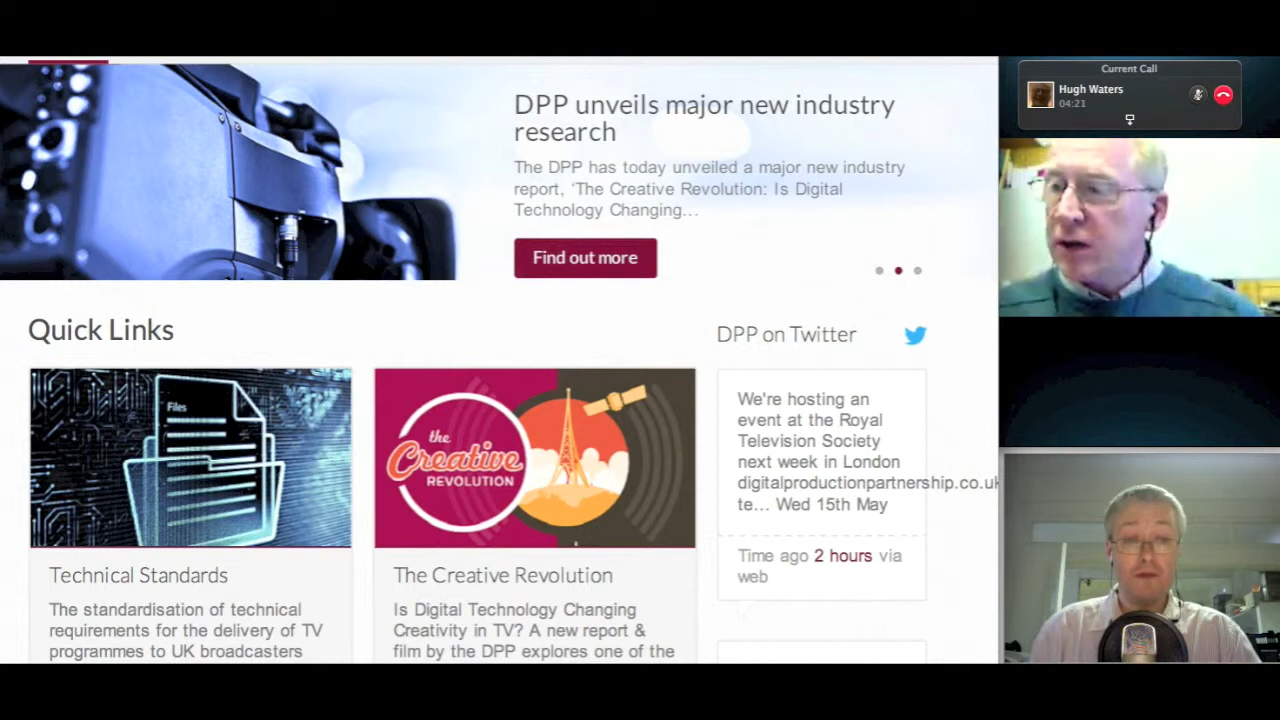 DPP unveils major new industry
research
The DPP has today unveiled a major new industry
report, ‘The Creative Revolution: Is Digital
Technology Changing...
Find out more
Current Call
Hugh Waters
04:21
Quick Links
DPP on Twitter
Files
the
Creative
REVOLUTION
We're hosting an
event at the Royal
Television Society
next week in London
digitalproductionpartnership.co.uk
te... Wed 15th May
Time ago 2 hours via
web
Technical Standards
The standardisation of technical
requirements for the delivery of TV
programmes to UK broadcasters
The Creative Revolution
Is Digital Technology Changing
Creativity in TV? A new report &
film by the DPP explores one of the